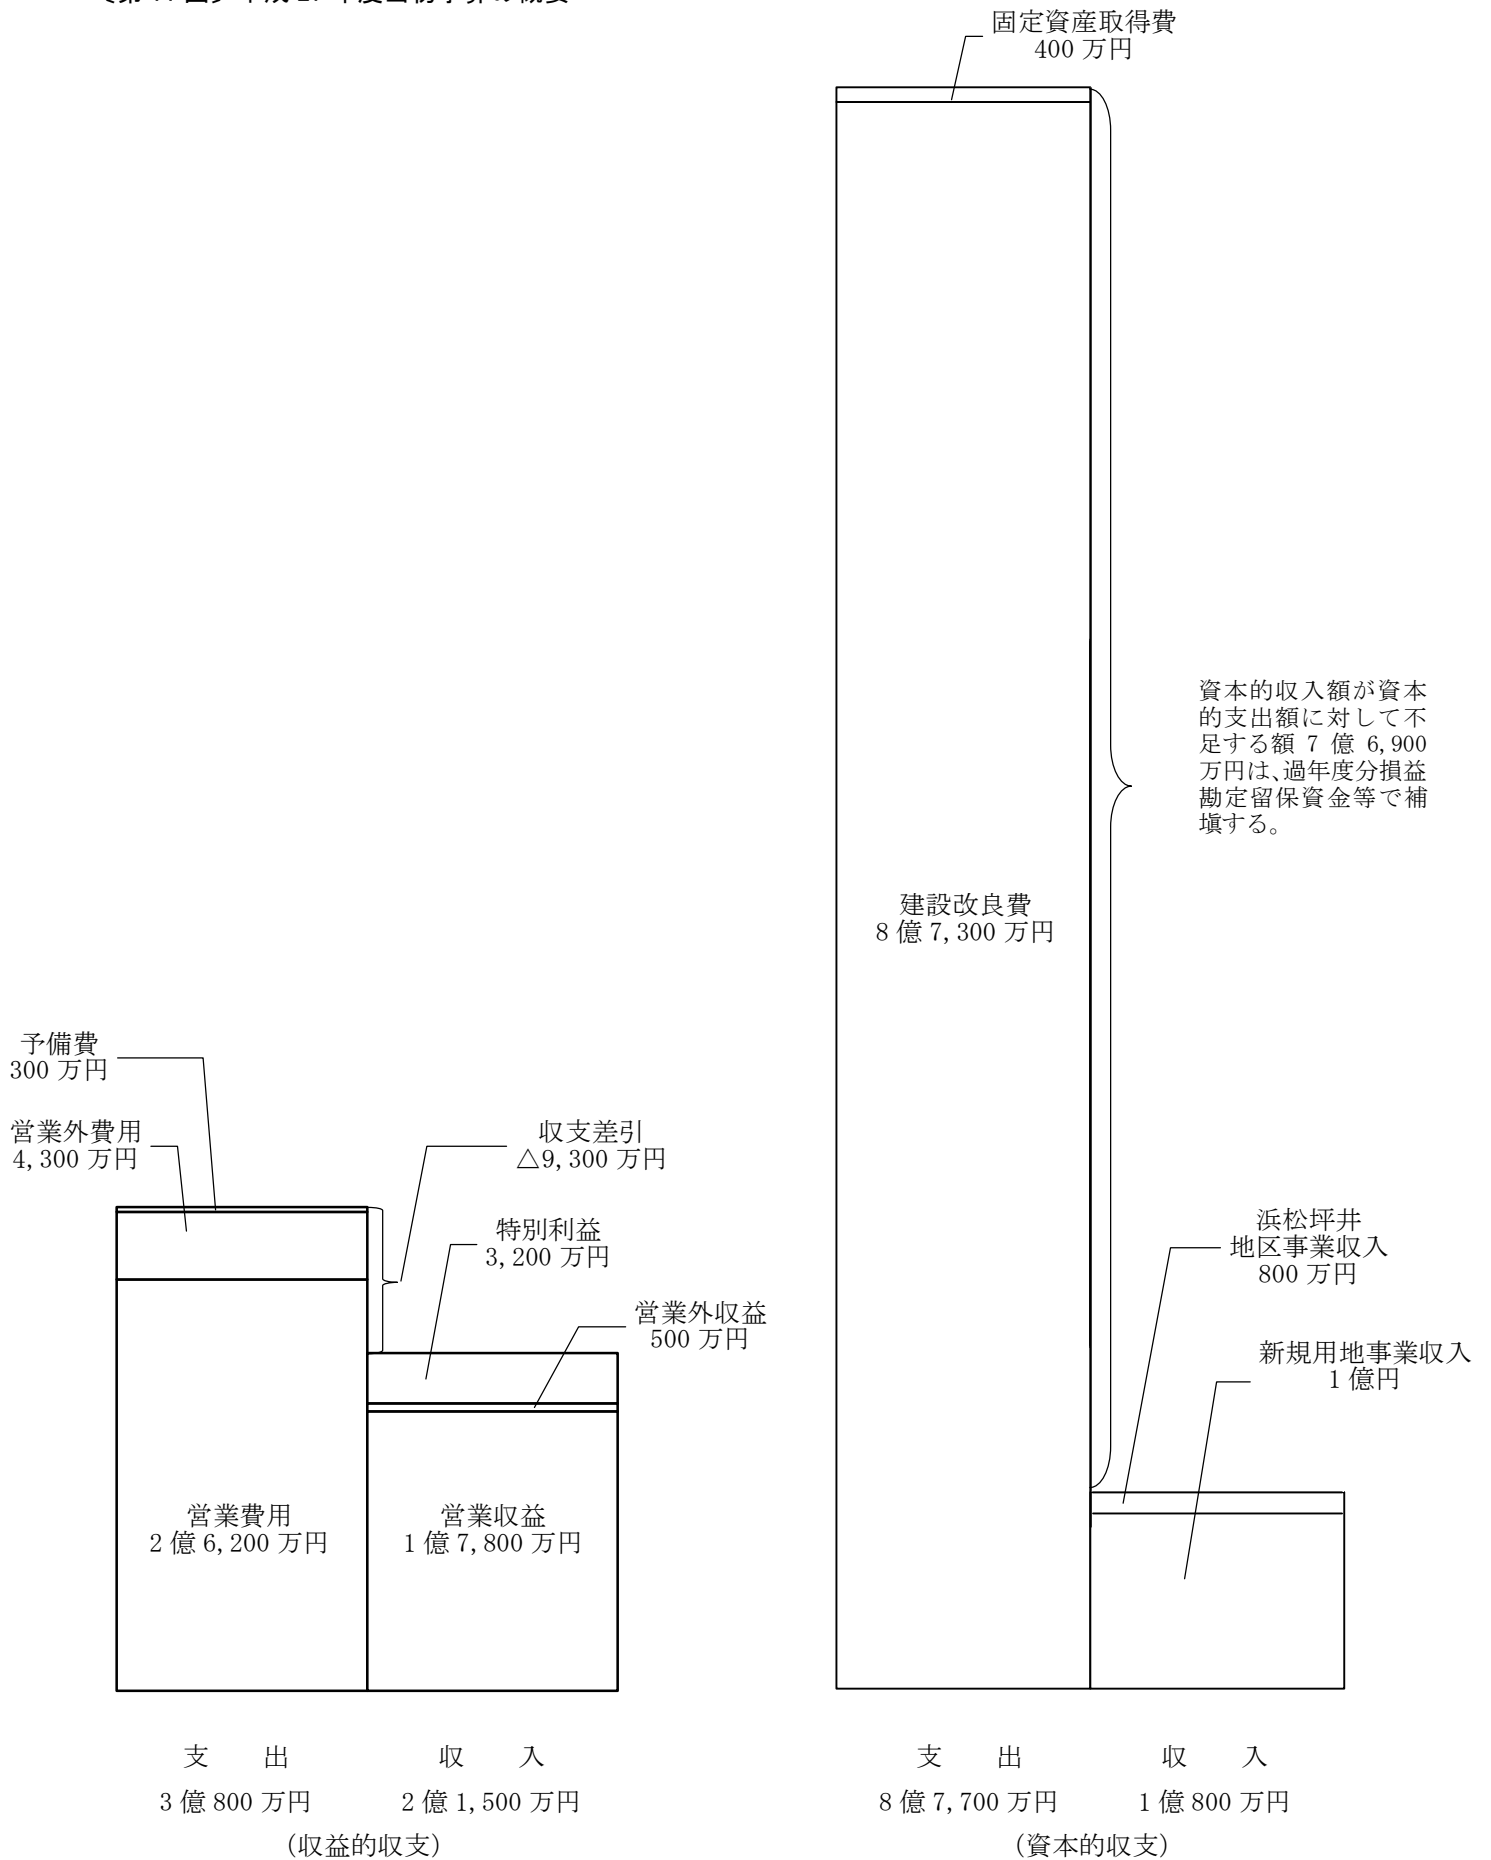 固定資産取得費
400 万円
資本的収入額が資本
的支出額に対して不
足する額 7 億 6,900
万円は、過年度分損益
勘定留保資金等で補
塡する。
建設改良費
8 億 7,300 万円
予備費
300 万円
営業外費用
4,300 万円
収支差引
△9,300 万円
特別利益
3,200 万円
営業外収益
500 万円
浜松坪井
地区事業収入
800 万円
新規用地事業収入
1 億円
営業費用
2 億 6,200 万円
営業収益
1 億 7,800 万円
支 出
収 入
3 億 800 万円
2 億 1,500 万円
(収益的収支)
支 出
収 入
8 億 7,700 万円
1 億 800 万円
(資本的収支)